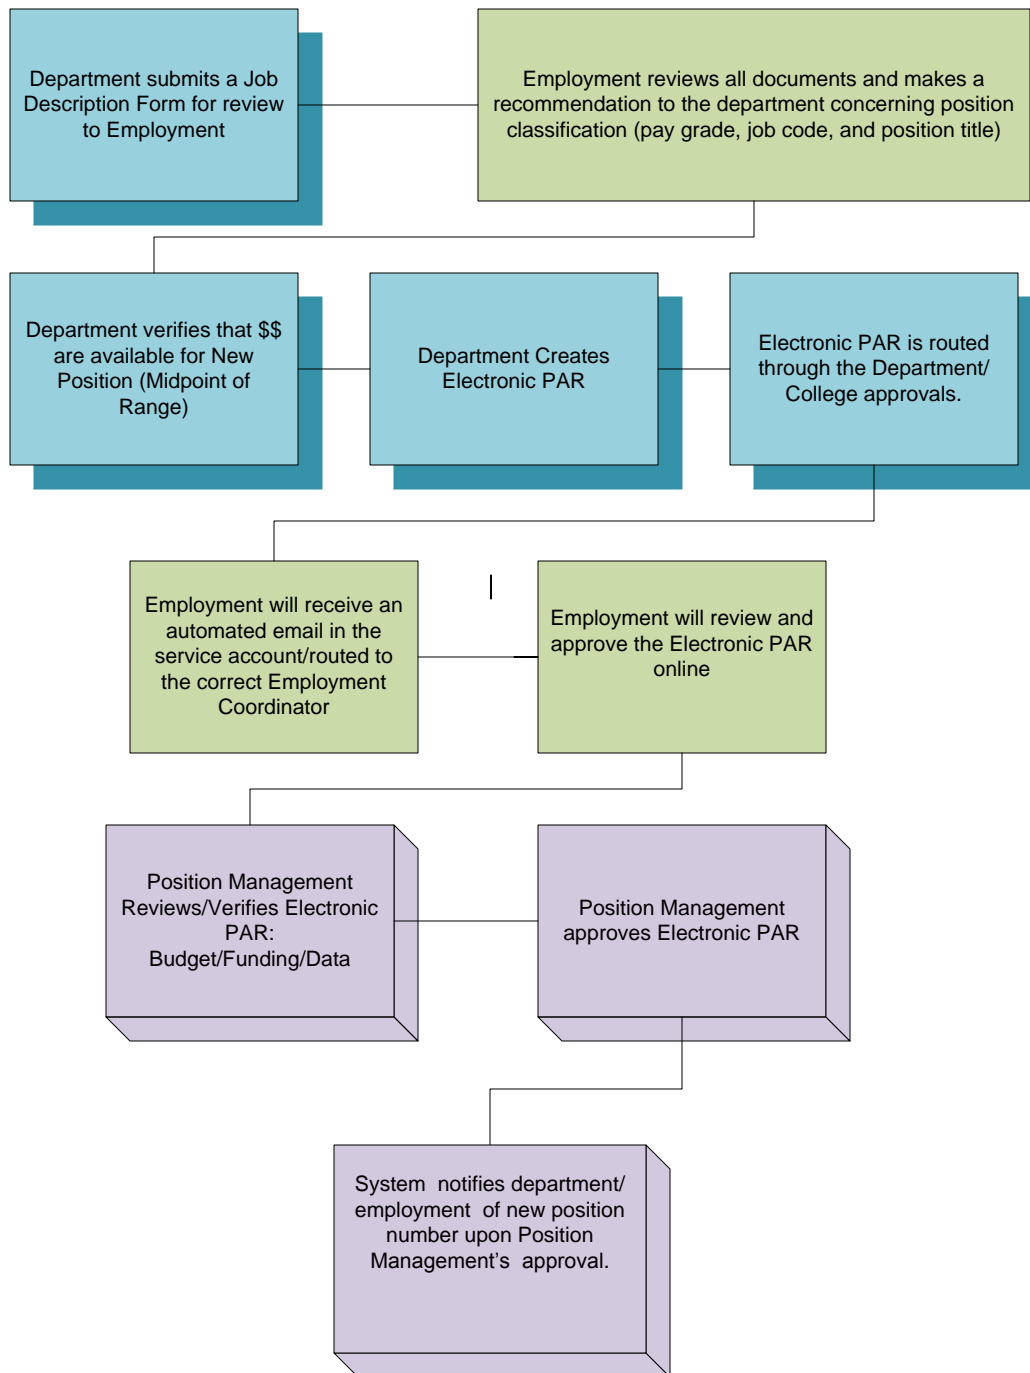 Department submits a Job
Description Form for review
to Employment
Employment reviews all documents and makes a
recommendation to the department concerning position
classification (pay grade, job code, and position title)
Department verifies that $$
are available for New
Position (Midpoint of
Range)
Department Creates
Electronic PAR
Electronic PAR is routed
through the Department/
College approvals.
Employment will receive an
automated email in the
service account/routed to
the correct Employment
Coordinator
Employment will review and
approve the Electronic PAR
online
Position Management
Reviews/Verifies Electronic
PAR:
Budget/Funding/Data
Position Management
approves Electronic PAR
System notifies department/
employment of new position
number upon Position
Management’s approval.